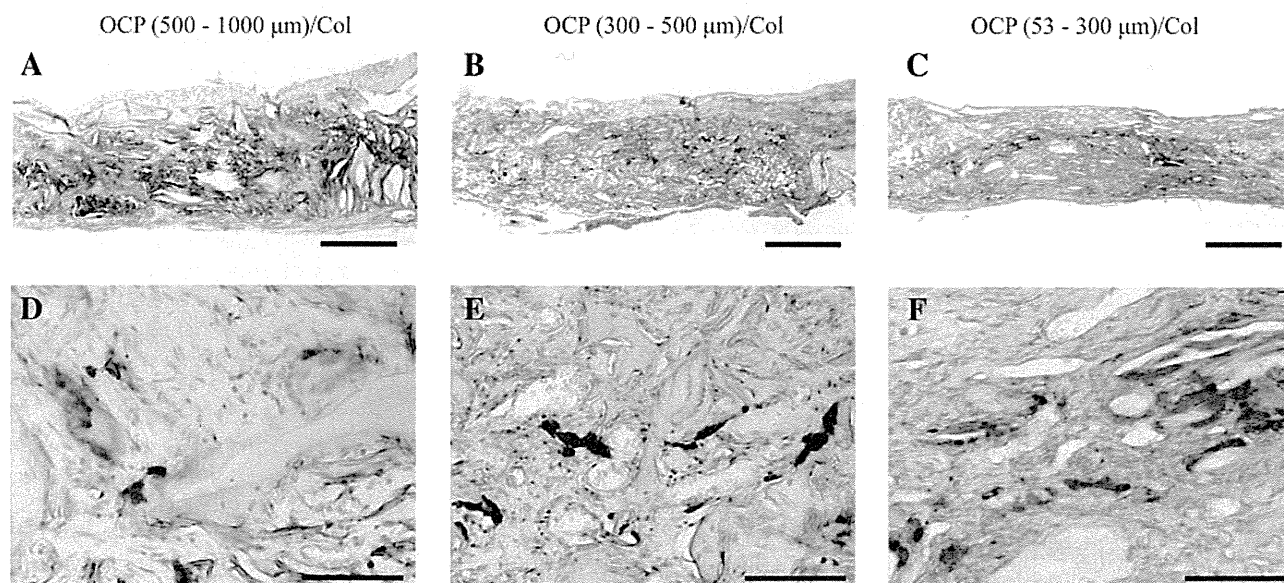 OCP (500 - 1000 μm)/Col
OCP (300 - 500 μm)/Col
OCP (53 - 300 μm)/Col
A
B
C
D
E
F